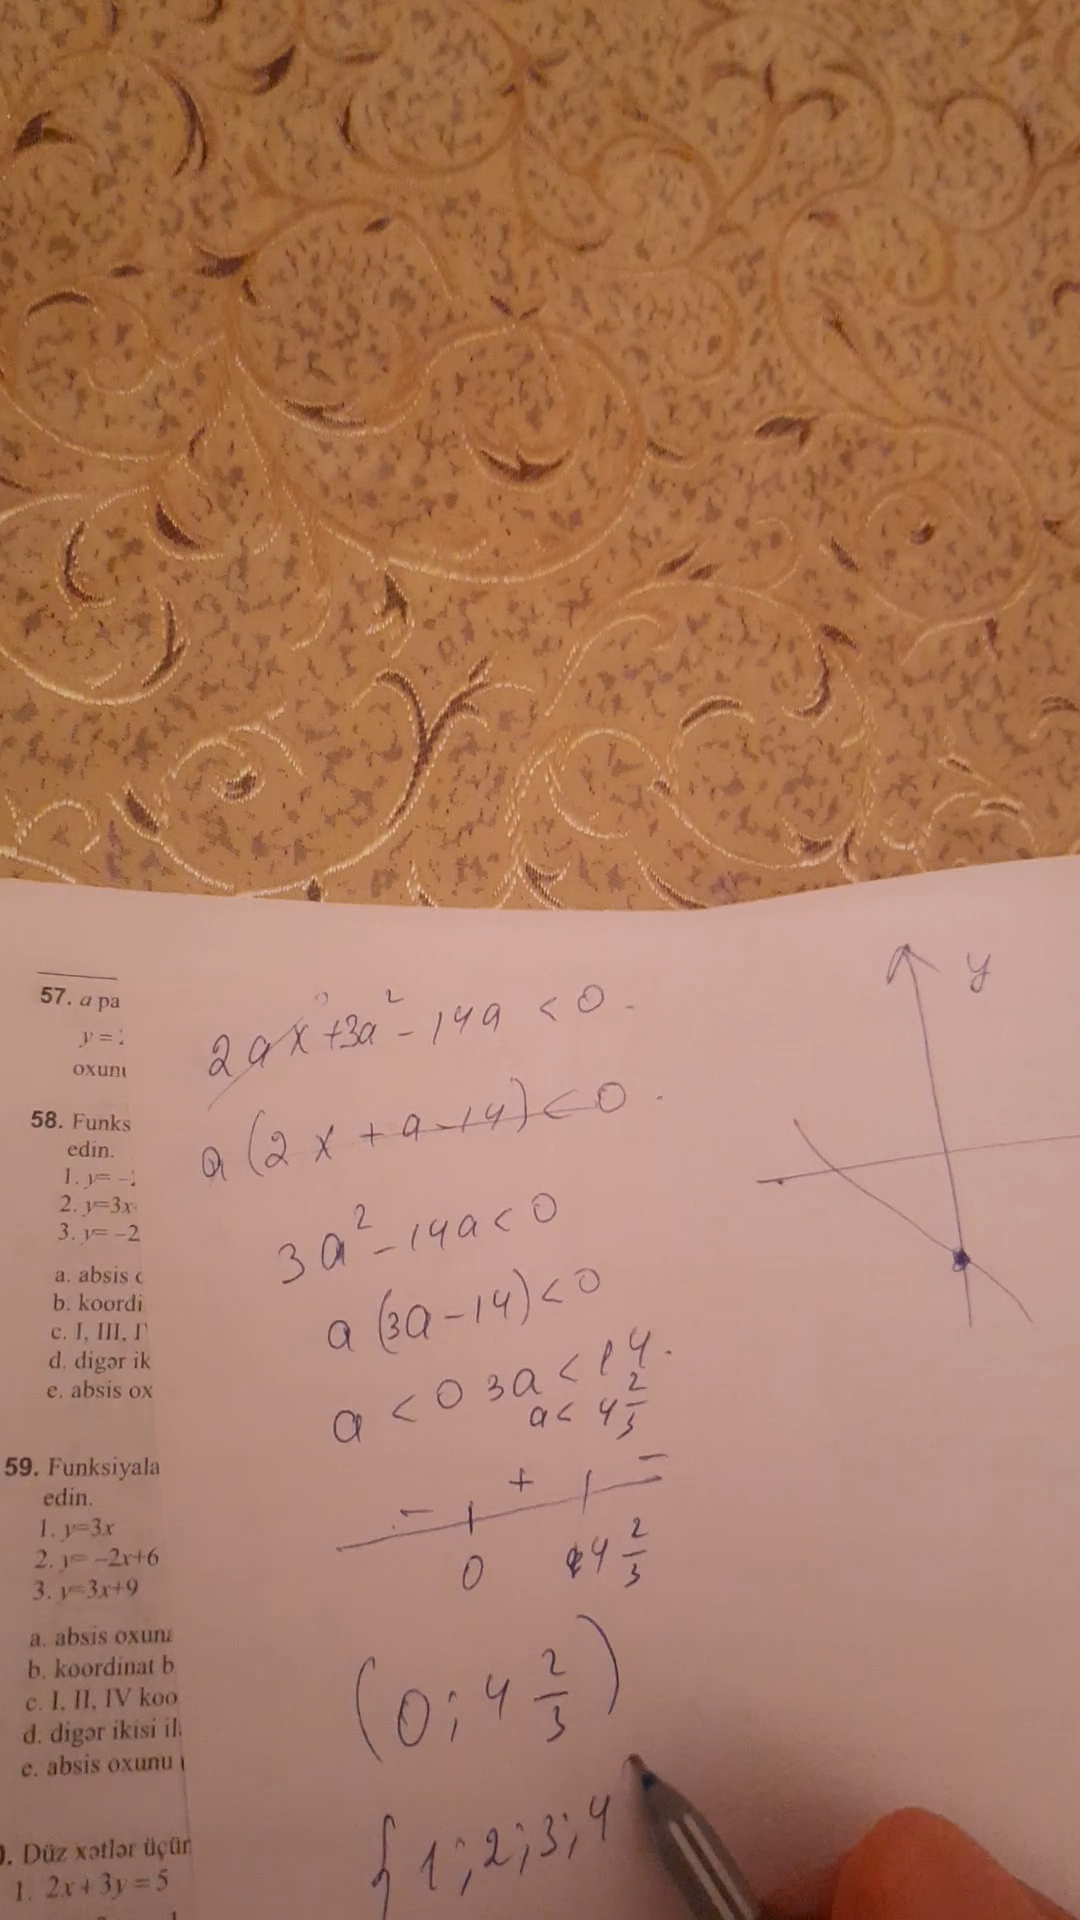 57. a pa
y =
oxunu
58. Funks
edin.
1. y= -
2. y=3x
3. y= -2
a. absis
b. koordi
c. I, III, I
d. digər ik
e. absis ox
59. Funksiyala
edin.
1. y=3x
2. y= -2x+6
3. y=3x+9
a. absis oxuna
b. koordinat b
c. I, II, IV koo
d. digər ikisi il
e. absis oxunu
Düz xətlər üçün
1. 2x+3y=5
2ax+3a²-14a<0.
a(2x+a-14)<0.
3a²-14a<0
a(3a-14)<0
a<0 3a<14.
a< 4 2/3
- + -
0 4 2/3
(0; 4 2/3)
{1;2;3;4
y